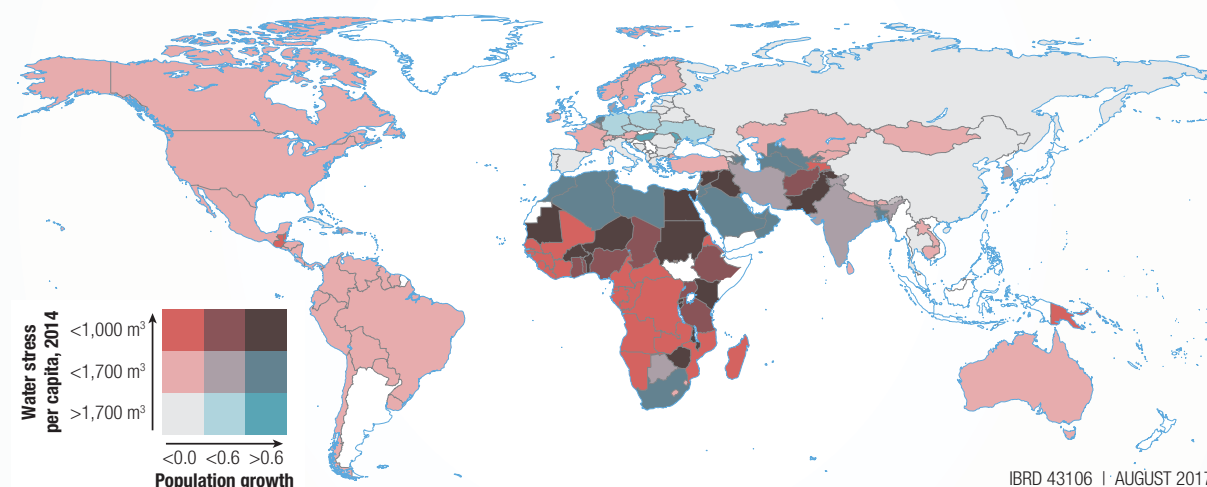 Water stress
per capita, 2014
<1,000 m³
<1,700 m³
>1,700 m³
<0.0 <0.6 >0.6
Population growth
IBRD 43106 | AUGUST 2017